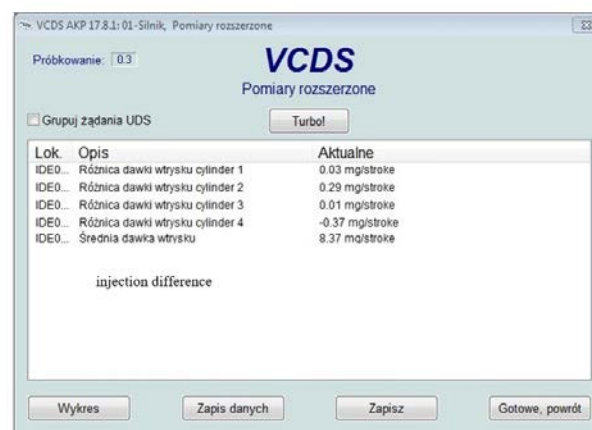 VCDS AKP 17.8.1: 01-Silnik, Pomiary rozszerzone
Próbkowanie: 0.3
VCDS
Pomiary rozszerzone
Grupuj żądania UDS
Turbo!
Lok. Opis Aktualne
IDE0... Różnica dawki wtrysku cylinder 1 0.03 mg/stroke
IDE0... Różnica dawki wtrysku cylinder 2 0.29 mg/stroke
IDE0... Różnica dawki wtrysku cylinder 3 0.01 mg/stroke
IDE0... Różnica dawki wtrysku cylinder 4 -0.37 mg/stroke
IDE0... Średnia dawka wtrysku 8.37 mg/stroke
injection difference
Wykres Zapis danych Zapisz Gotowe, powrót